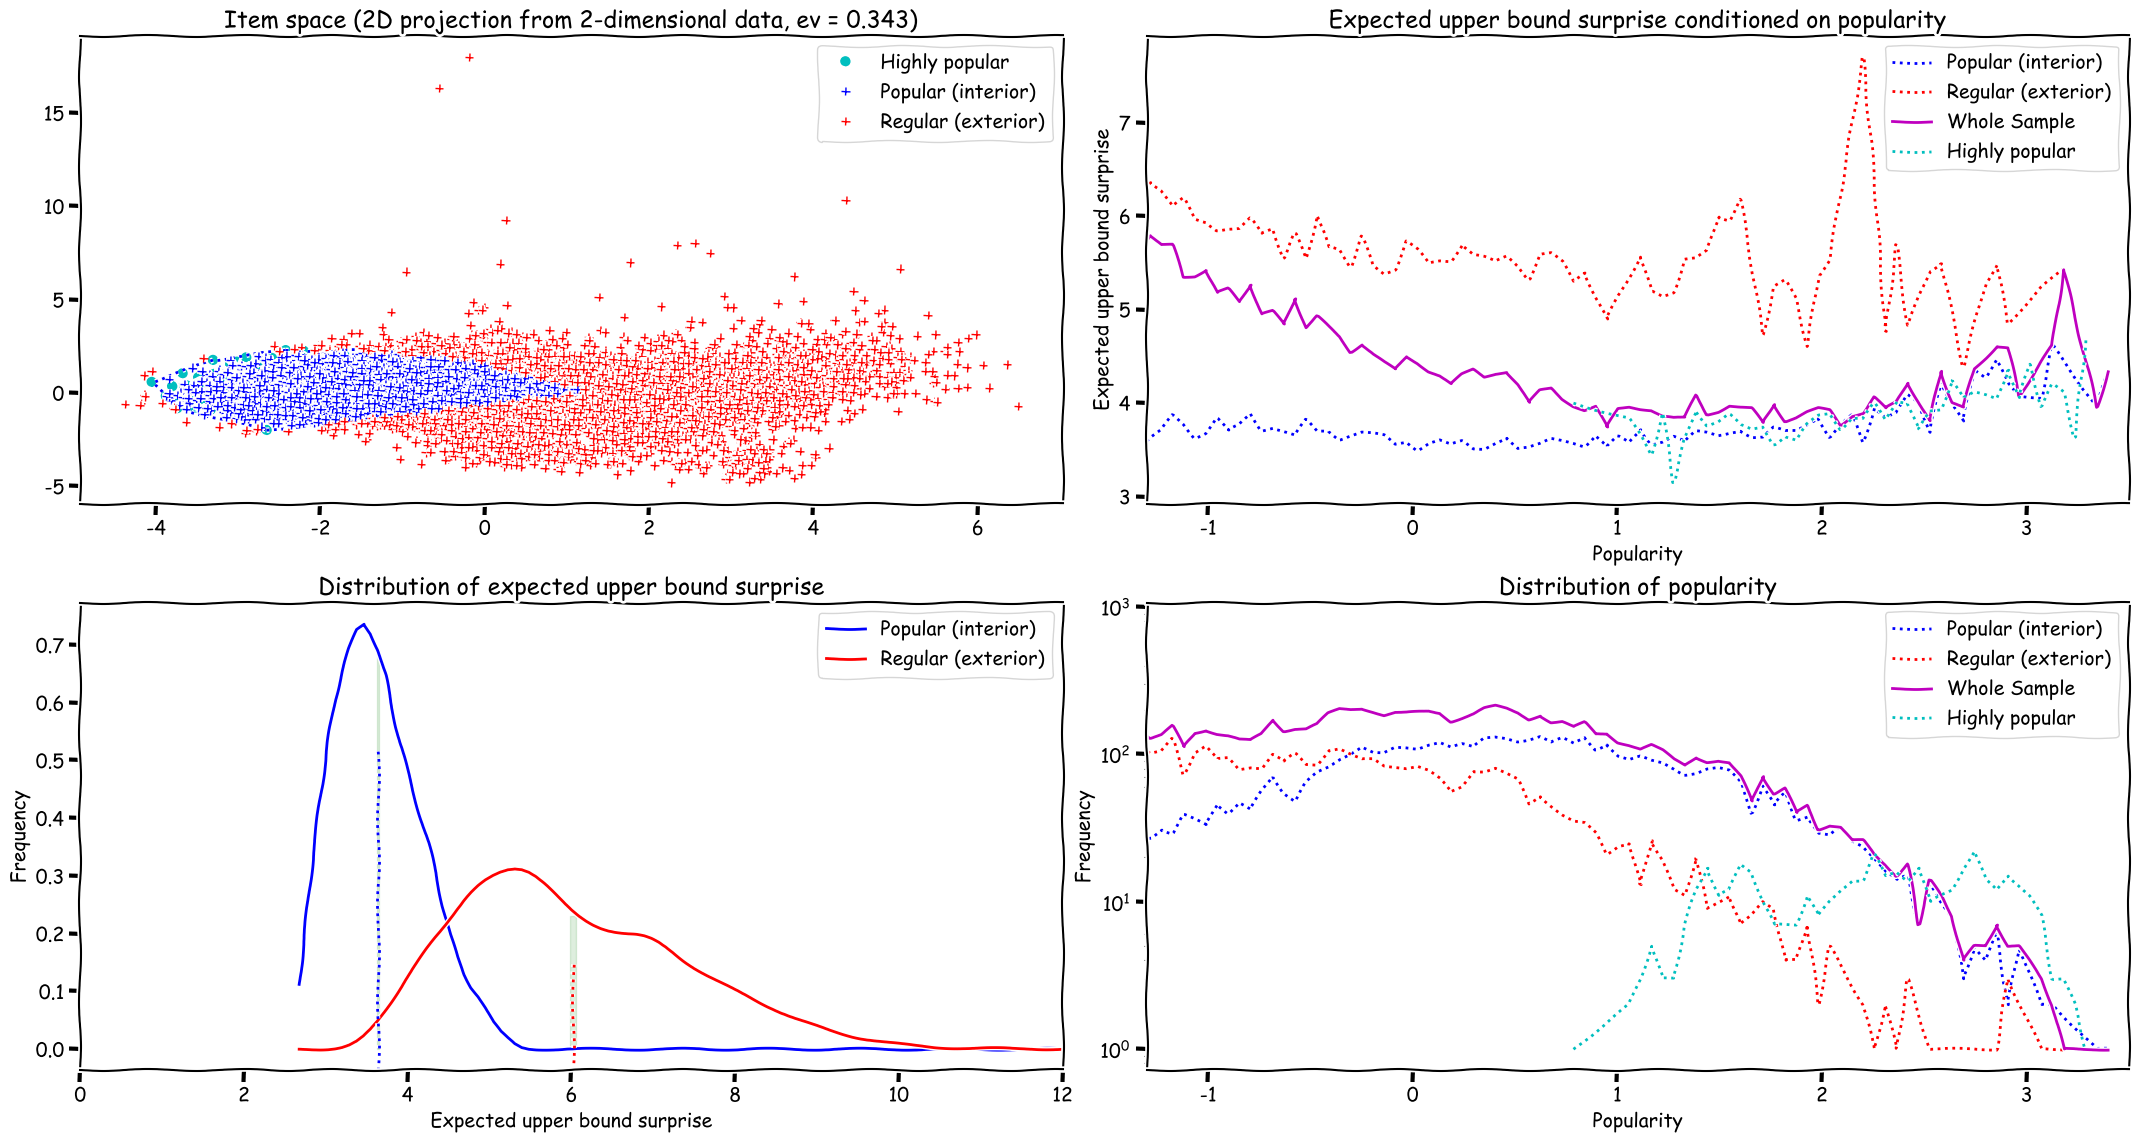 Item space (2D projection from 2-dimensional data, ev = 0.343)
Highly popular
Popular (interior)
Regular (exterior)
15
10
5
0
-5
-4
-2
0
2
4
6
Expected upper bound surprise conditioned on popularity
Popular (interior)
Regular (exterior)
Whole Sample
Highly popular
Expected upper bound surprise
7
6
5
4
3
-1
0
1
2
3
Popularity
Distribution of expected upper bound surprise
Popular (interior)
Regular (exterior)
Frequency
0.7
0.6
0.5
0.4
0.3
0.2
0.1
0.0
0
2
4
6
8
10
12
Expected upper bound surprise
Distribution of popularity
Popular (interior)
Regular (exterior)
Whole Sample
Highly popular
Frequency
10³
10²
10¹
10⁰
-1
0
1
2
3
Popularity